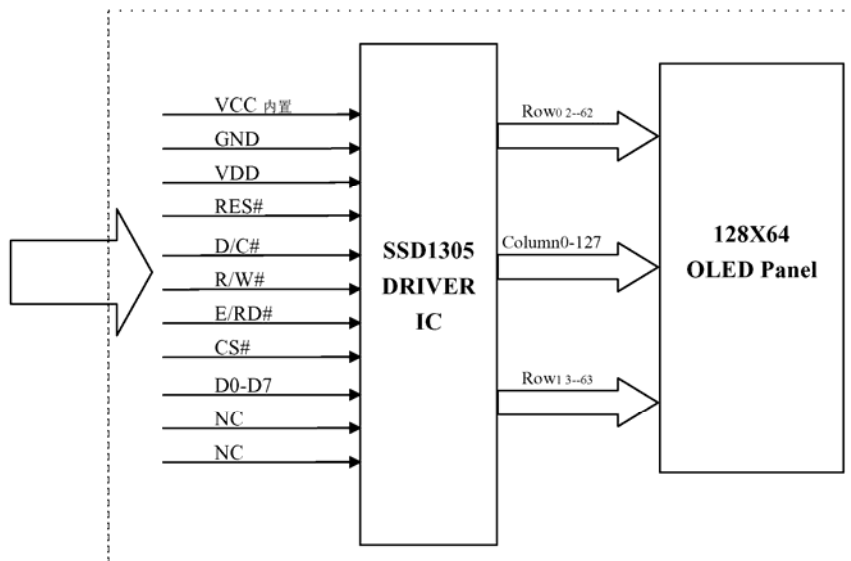 VCC 内置
GND
VDD
RES#
D/C#
R/W#
E/RD#
CS#
D0-D7
NC
NC
SSD1305
DRIVER
IC
Row0 2--62
Column0-127
Row1 3--63
128X64
OLED Panel